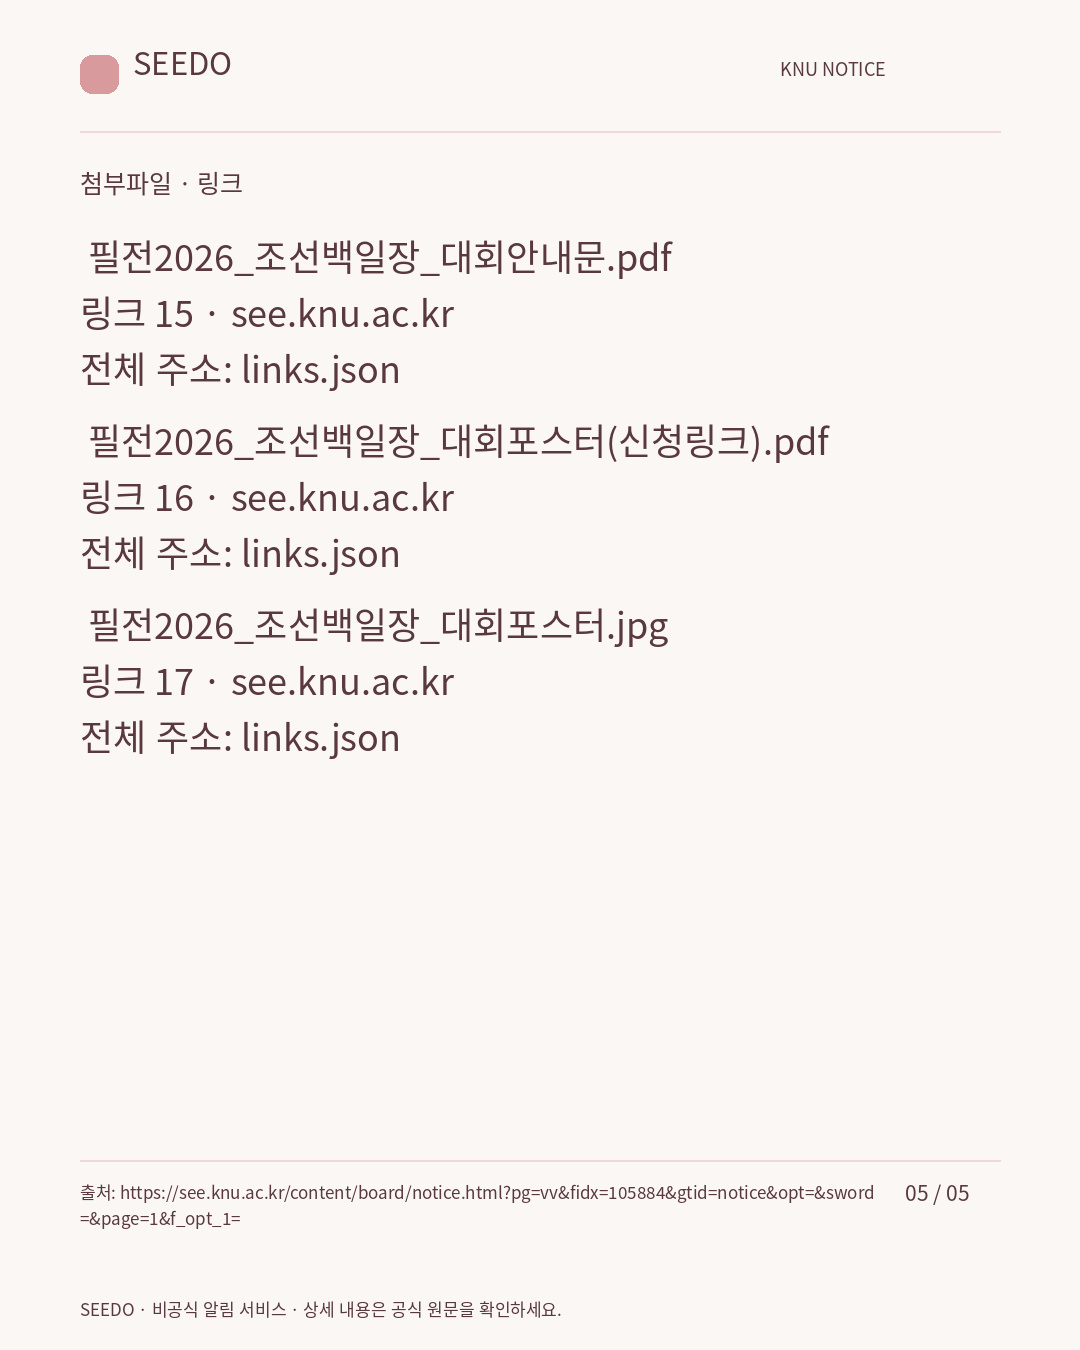 SEEDO
KNU NOTICE
첨부파일 · 링크
필전2026_조선백일장_대회안내문.pdf
링크 15 · see.knu.ac.kr
전체 주소: links.json
필전2026_조선백일장_대회포스터(신청링크).pdf
링크 16 · see.knu.ac.kr
전체 주소: links.json
필전2026_조선백일장_대회포스터.jpg
링크 17 · see.knu.ac.kr
전체 주소: links.json
출처: https://see.knu.ac.kr/content/board/notice.html?pg=vv&fidx=105884&gtid=notice&opt=&sword
=&page=1&f_opt_1=
05 / 05
SEEDO · 비공식 알림 서비스 · 상세 내용은 공식 원문을 확인하세요.